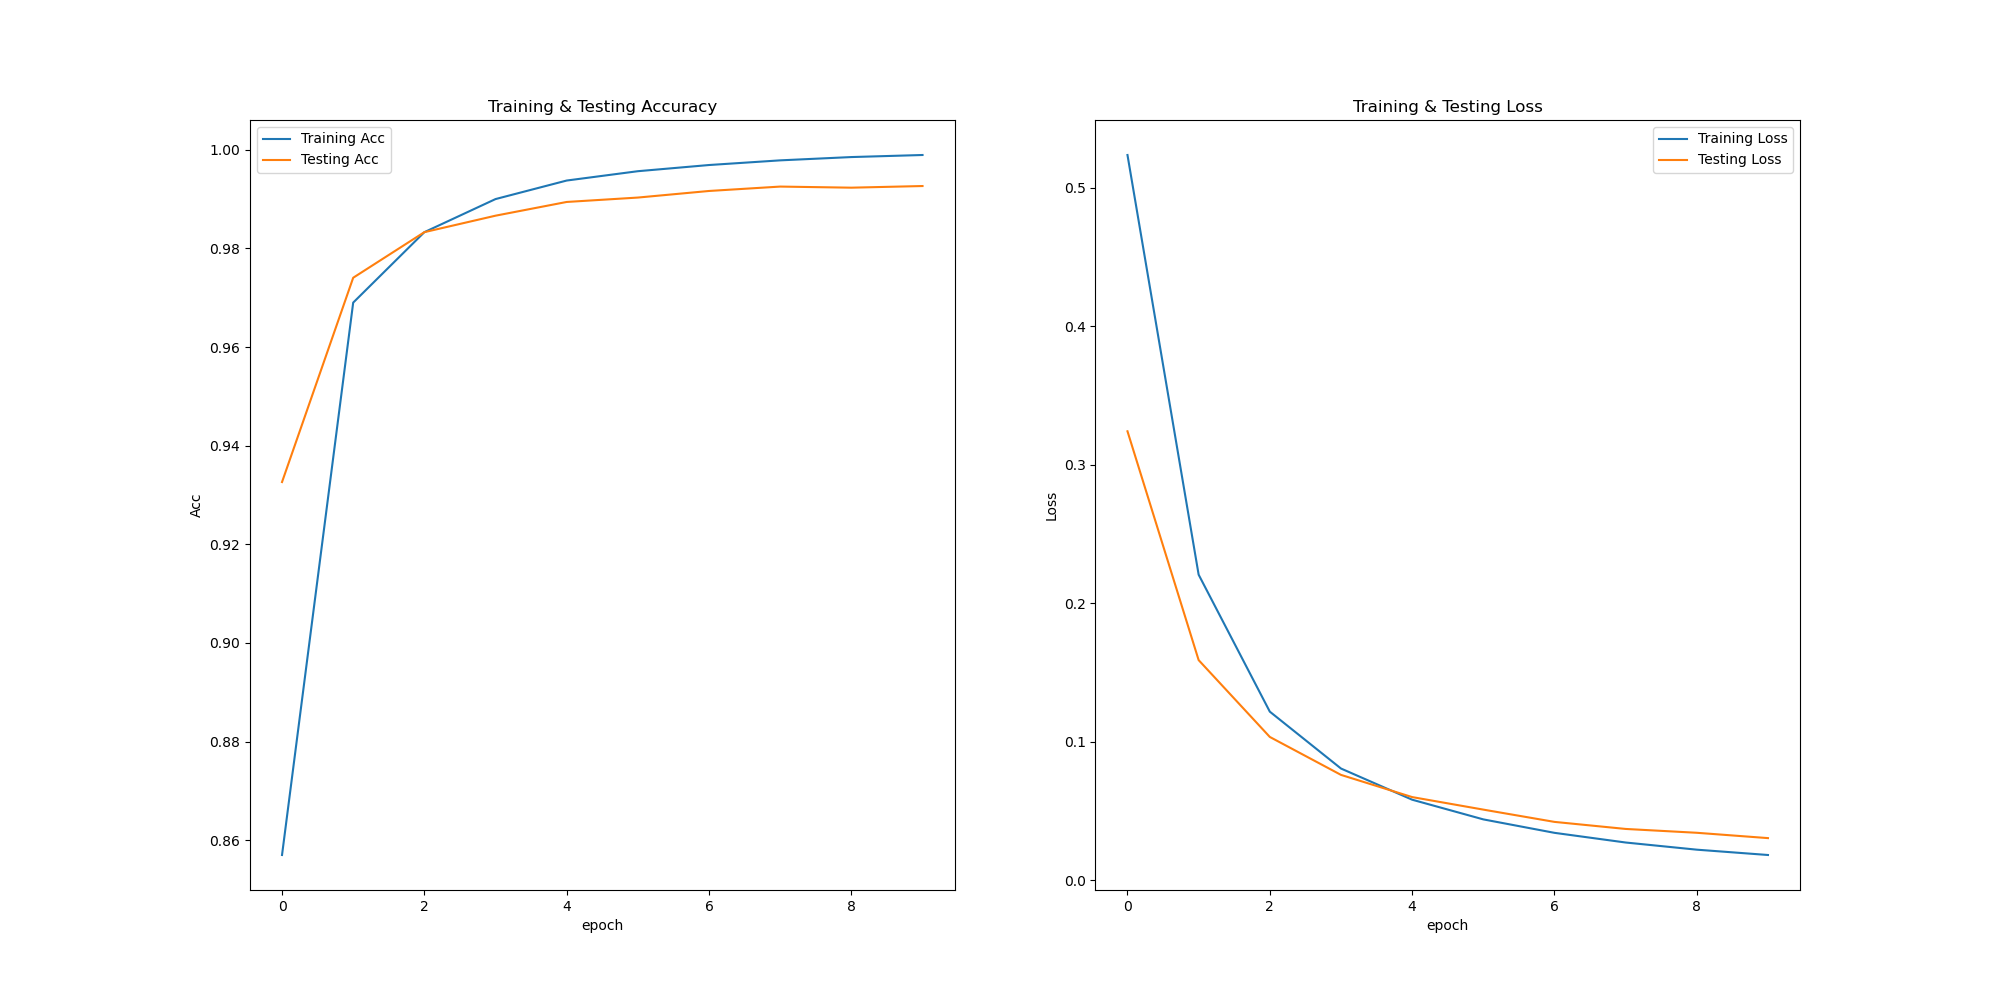 Training & Testing Accuracy
Training Acc
Testing Acc
1.00
0.98
0.96
0.94
0.92
0.90
0.88
0.86
Acc
0 2 4 6 8
epoch
Training & Testing Loss
Training Loss
Testing Loss
0.5
0.4
0.3
0.2
0.1
0.0
Loss
0 2 4 6 8
epoch